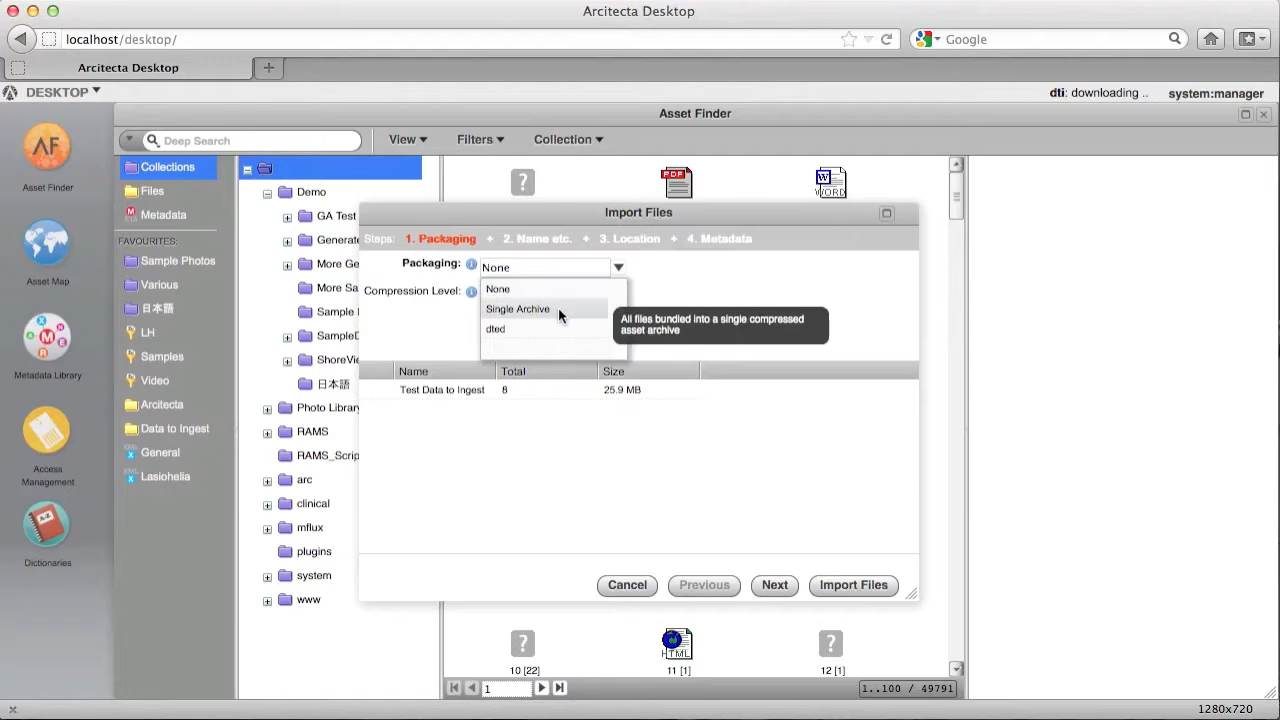 Arcitecta Desktop
localhost/desktop/
Google
Arcitecta Desktop
DESKTOP
dti: downloading ..
system:manager
Asset Finder
Deep Search
View
Filters
Collection
AF
Asset Finder
Asset Map
Metadata Library
Access
Management
A-Z
Dictionaries
Collections
Files
Metadata
FAVOURITES:
Sample Photos
Various
日本語
LH
Samples
Video
Arcitecta
Data to Ingest
General
Lasiohelia
Demo
GA Test
Generate
More Ge
More Sa
Sample
SampleD
ShoreVie
日本語
Photo Library
RAMS
RAMS_Scrip
arc
clinical
mflux
plugins
system
www
PDF
WORD
Import Files
Steps: 1. Packaging + 2. Name etc. + 3. Location + 4. Metadata
Packaging: None
Compression Level:
None
Single Archive
dted
All files bundled into a single compressed
asset archive
Name Total Size
Test Data to Ingest 8 25.9 MB
Cancel
Previous
Next
Import Files
HTML
10 [22]
11 [1]
12 [1]
1
1..100 / 49791
1280x720